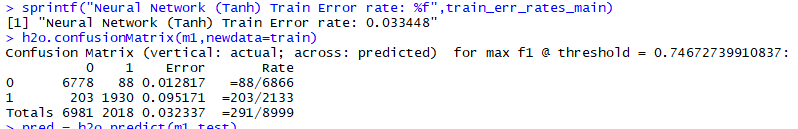 > sprintf("Neural Network (Tanh) Train Error rate: %f",train_err_rates_main)
[1] "Neural Network (Tanh) Train Error rate: 0.033448"
> h2o.confusionMatrix(m1,newdata=train)
Confusion Matrix (vertical: actual; across: predicted)  for max f1 @ threshold = 0.74672739910837:
0 1 Error Rate
0 6778 88 0.012817 =88/6866
1 203 1930 0.095171 =203/2133
Totals 6981 2018 0.032337 =291/8999
> pred = h2o.predict(m1,test)